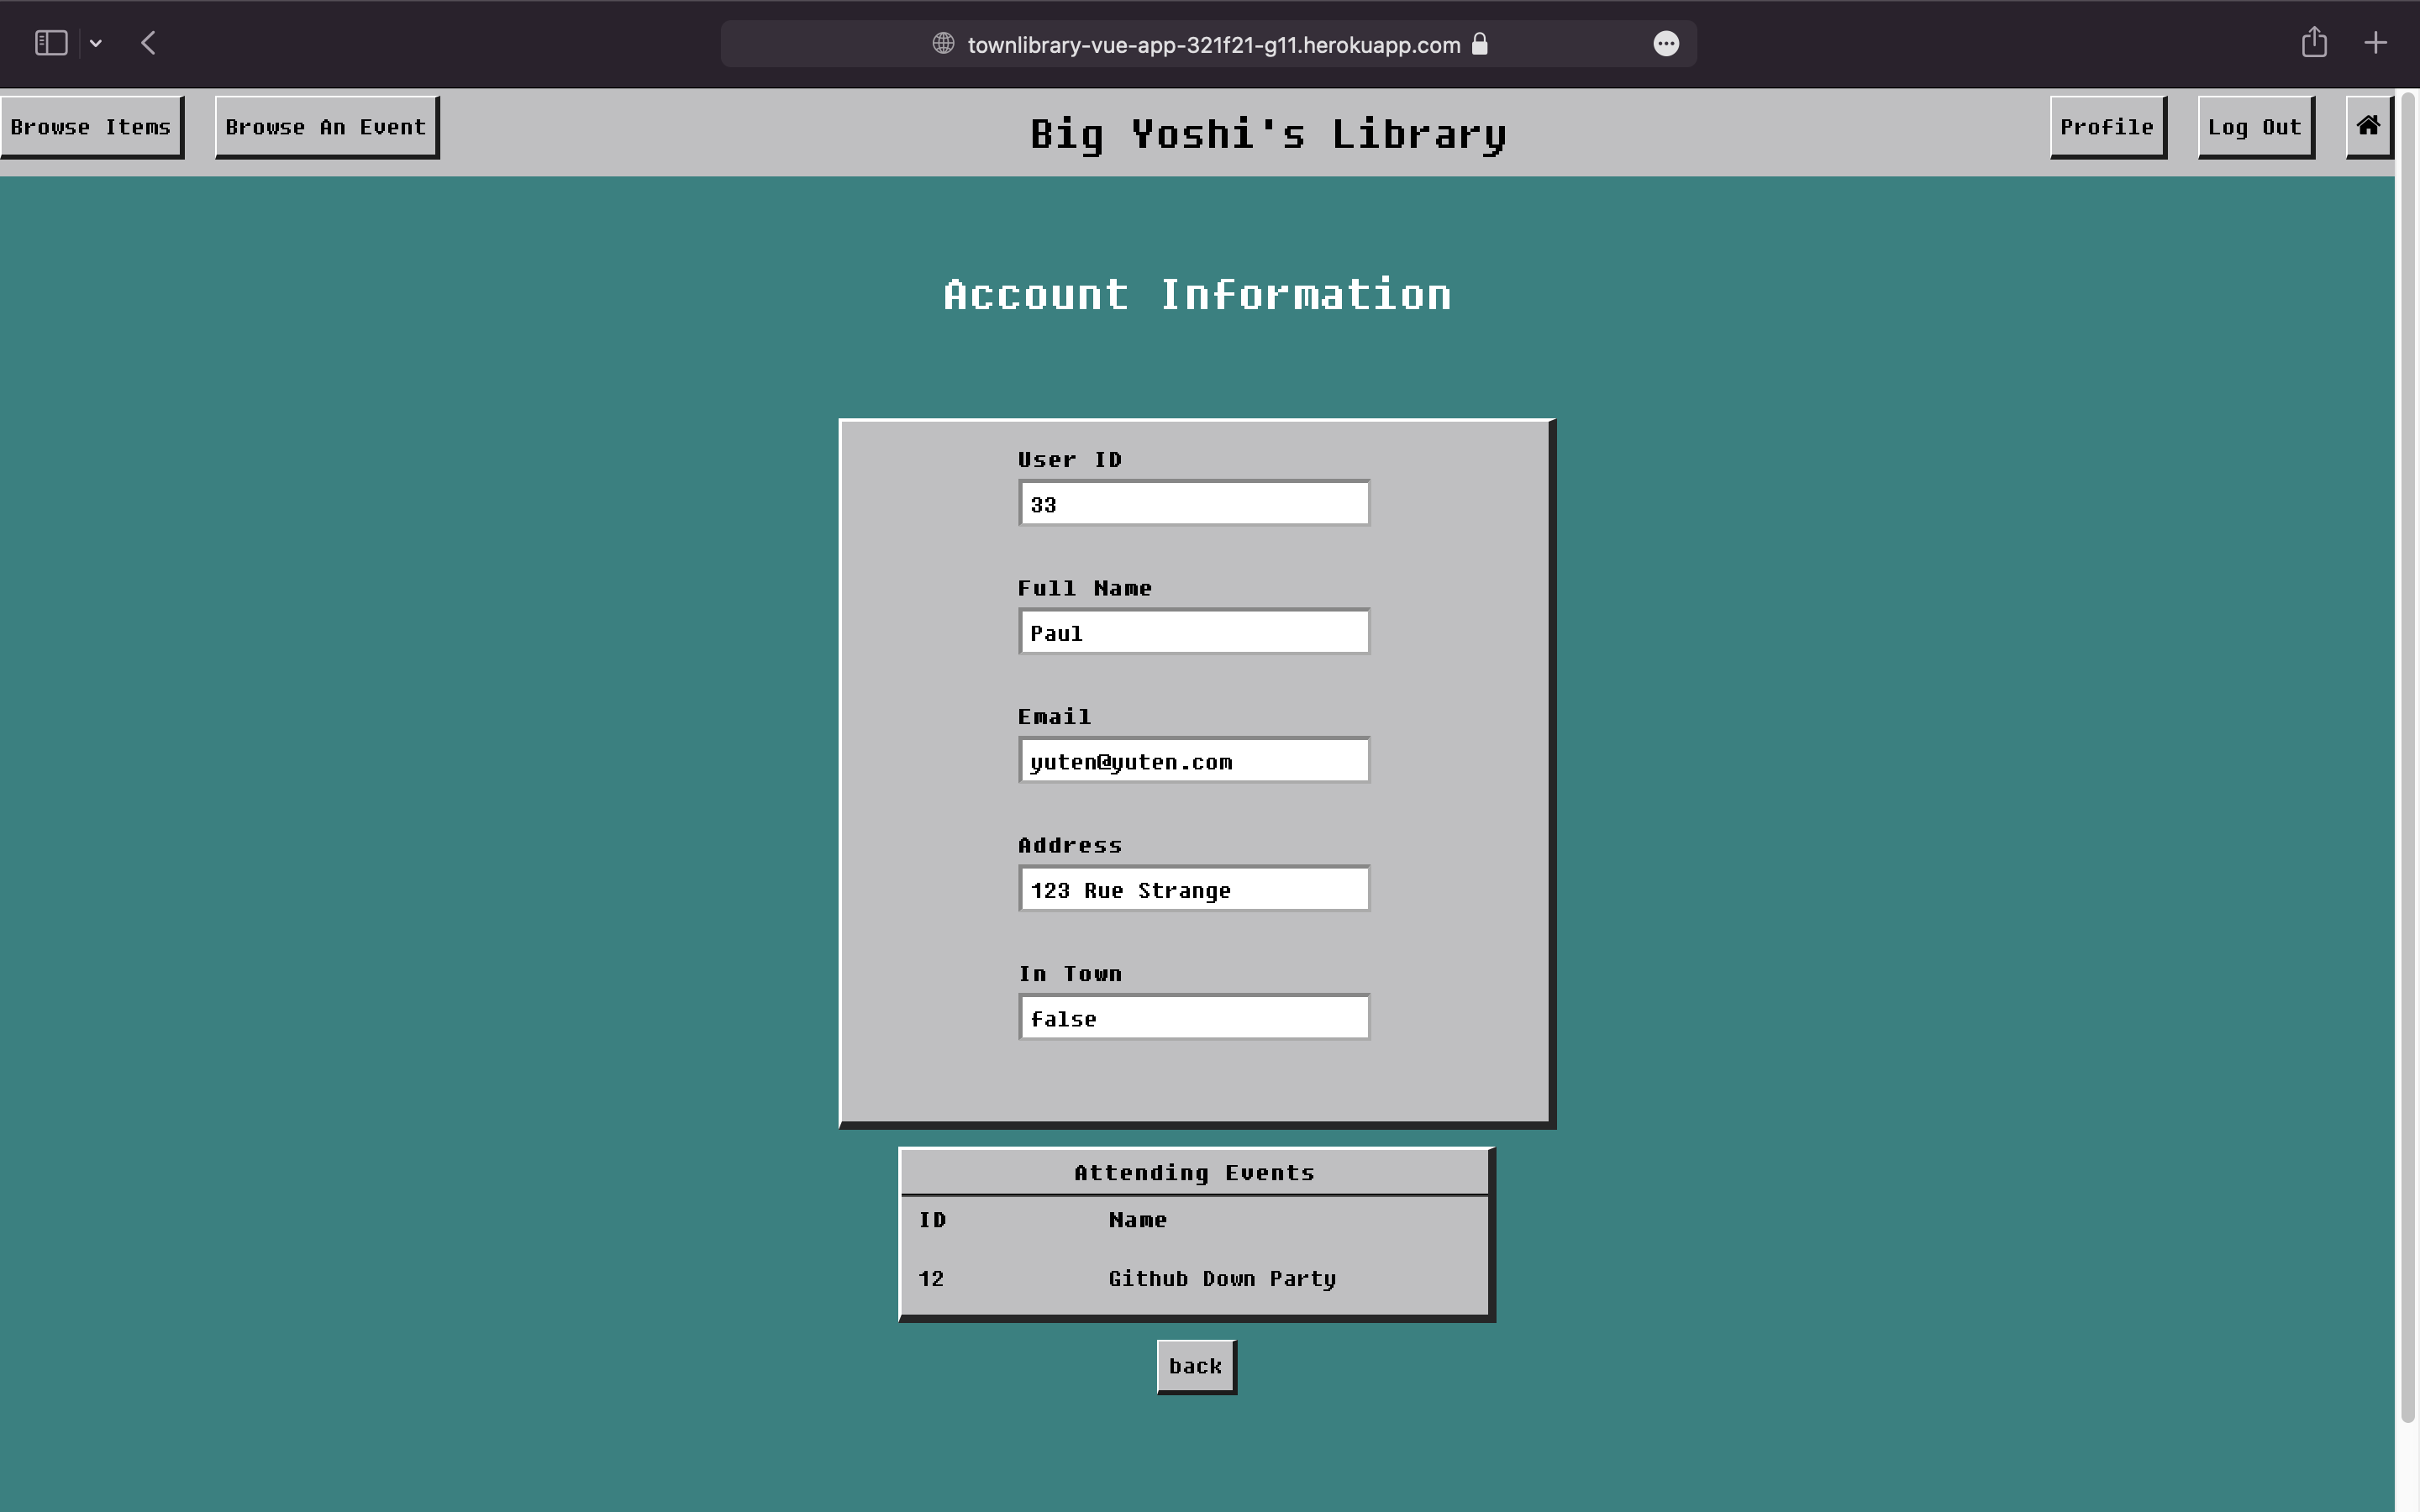 townlibrary-vue-app-321f21-g11.herokuapp.com
Browse Items Browse An Event Big Yoshi's Library Profile Log Out
Account Information
User ID
33
Full Name
Paul
Email
yuten@yuten.com
Address
123 Rue Strange
In Town
false
Attending Events
ID Name
12 Github Down Party
back